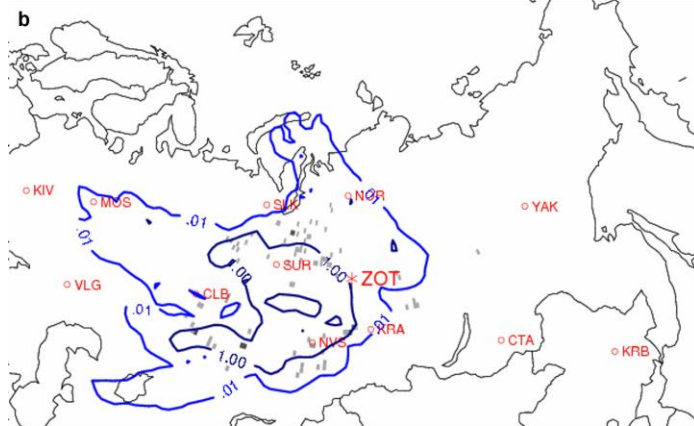 b
KIV
MOS
SLK
NOR
.01
YAK
.01
.01
1.00
SUR
1.00
ZOT
VLG
CLB
.01
KRA
.01
NVS
CTA
1.00
KRB
.01